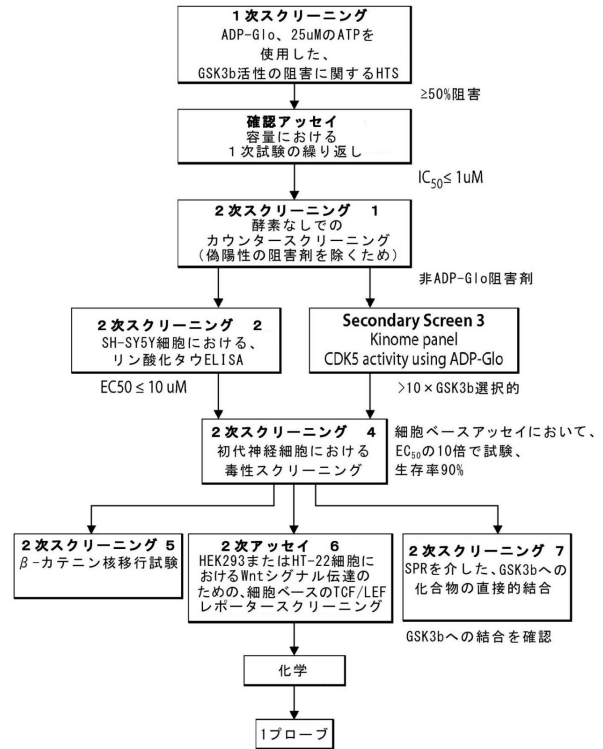 1次スクリーニング
ADP-Glo、25uMのATPを
使用した、
GSK3b活性の阻害に関するHTS
≥50%阻害
確認アッセイ
容量における
1次試験の繰り返し
IC50≤ 1uM
2次スクリーニング 1
酵素なしでの
カウンタースクリーニング
(偽陽性の阻害剤を除くため)
非ADP-Glo阻害剤
2次スクリーニング 2
SH-SY5Y細胞における、
リン酸化タウELISA
EC50 ≤ 10 uM
Secondary Screen 3
Kinome panel
CDK5 activity using ADP-Glo
>10×GSK3b選択的
2次スクリーニング 4
初代神経細胞における
毒性スクリーニング
細胞ベースアッセイにおいて、
EC50の10倍で試験、
生存率90%
2次スクリーニング 5
β-カテニン核移行試験
2次アッセイ 6
HEK293またはHT-22細胞に
おけるWntシグナル伝達の
ための、細胞ベースのTCF/LEF
レポータースクリーニング
2次スクリーニング 7
SPRを介した、GSK3bへの
化合物の直接的結合
GSK3bへの結合を確認
化学
1プローブ